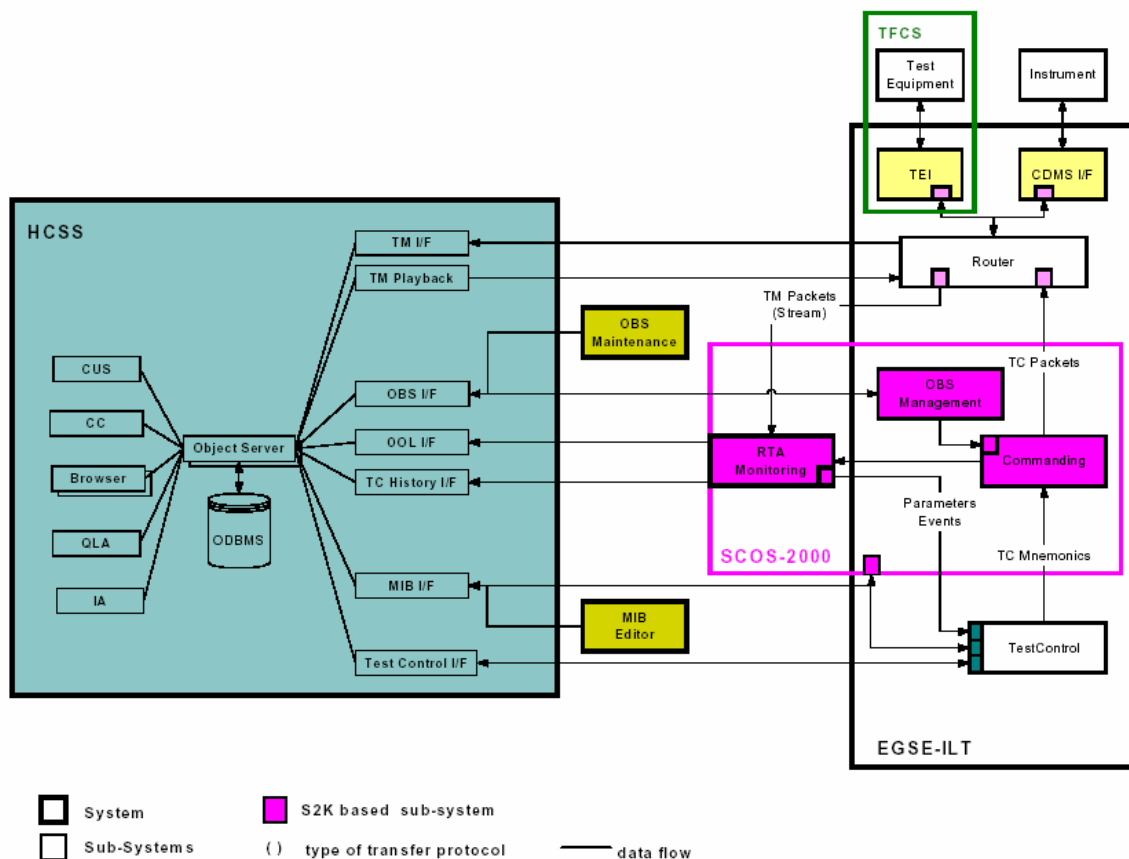 TFCS
Test
Equipment
Instrument
TEI
CDMS I/F
HCSS
TM I/F
Router
TM Playback
TM Packets
(Stream)
OBS
Maintenance
TC Packets
CUS
OBS I/F
OBS
Management
CC
Object Server
OOL I/F
RTA
Monitoring
Commanding
Browser
TC History I/F
Parameters
Events
ODBMS
QLA
SCOS-2000
TC Mnemonics
MIB I/F
IA
MIB
Editor
Test Control I/F
TestControl
EGSE-ILT
System
S2K based sub-system
Sub-Systems
( ) type of transfer protocol
data flow